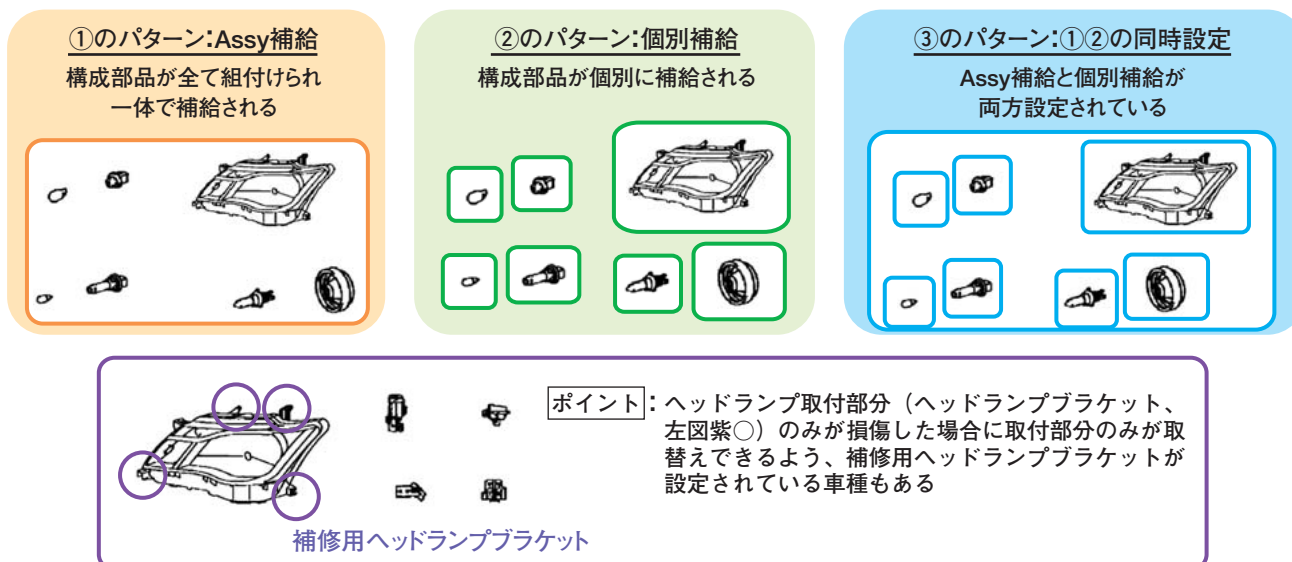 ①のパターン:Assy補給
構成部品が全て組付けられ
一体で補給される
②のパターン:個別補給
構成部品が個別に補給される
③のパターン:①②の同時設定
Assy補給と個別補給が
両方設定されている
ポイント:ヘッドランプ取付部分(ヘッドランプブラケット、
左図紫○)のみが損傷した場合に取付部分のみが取
替えできるよう、補修用ヘッドランプブラケットが
設定されている車種もある
補修用ヘッドランプブラケット